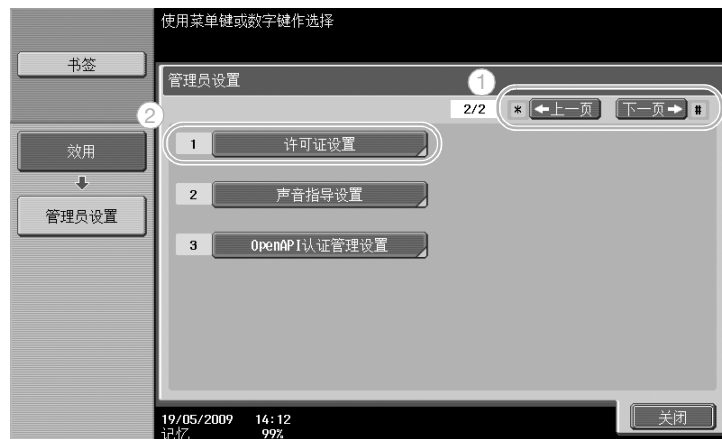 使用菜单键或数字键作选择
书签
管理员设置
1
2/2 * ←上一页 下一页→ #
2
效用
1 许可证设置
管理员设置
2 声音指导设置
3 OpenAPI认证管理设置
19/05/2009 14:12
记忆 99%
关闭